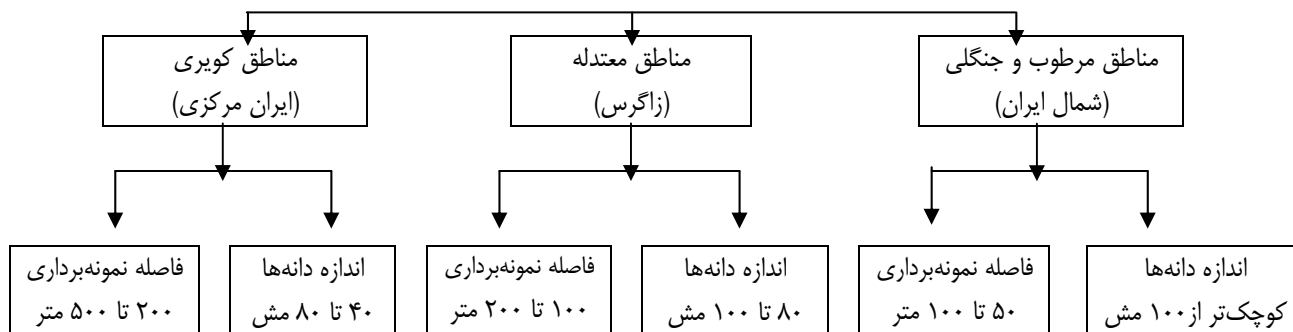 مناطق مرطوب و جنگلی
(شمال ایران)
مناطق معتدله
(زاگرس)
مناطق کویری
(ایران مرکزی)
اندازه دانه‌ها
کوچک‌تر از ۱۰۰ مش
فاصله نمونه‌برداری
۵۰ تا ۱۰۰ متر
اندازه دانه‌ها
۸۰ تا ۱۰۰ مش
فاصله نمونه‌برداری
۱۰۰ تا ۲۰۰ متر
اندازه دانه‌ها
۴۰ تا ۸۰ مش
فاصله نمونه‌برداری
۲۰۰ تا ۵۰۰ متر